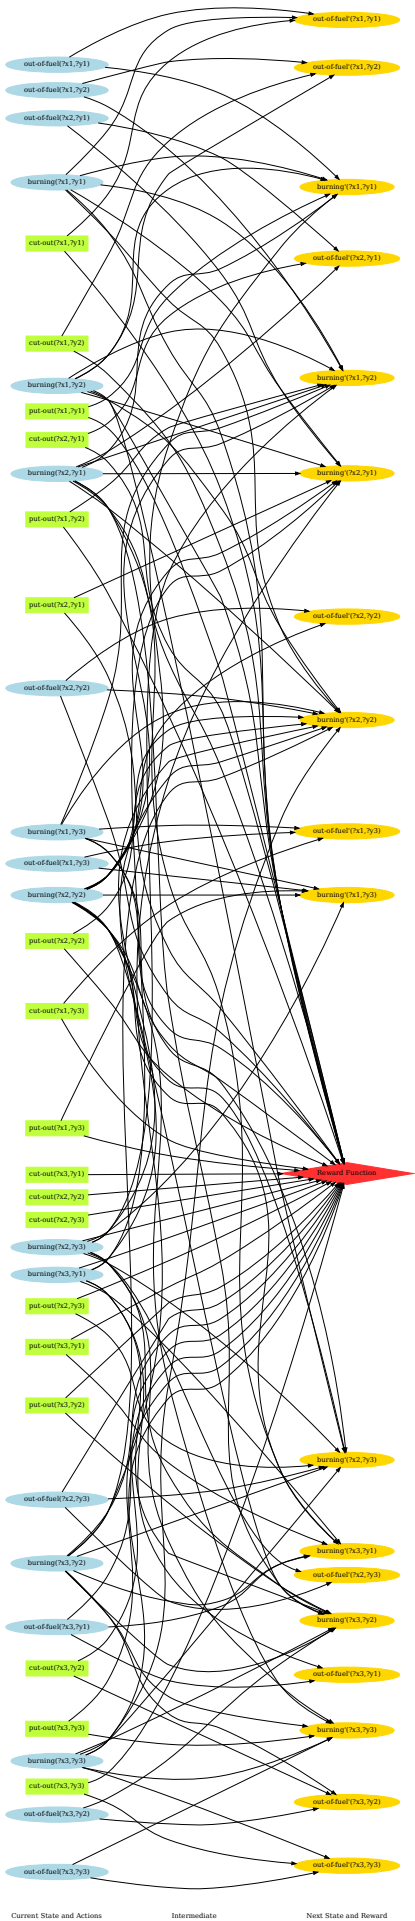 out-of-fuel'(?x1,?y1)
out-of-fuel(?x1,?y1)
out-of-fuel'(?x1,?y2)
out-of-fuel(?x1,?y2)
out-of-fuel(?x2,?y1)
burning(?x1,?y1)
burning'(?x1,?y1)
cut-out(?x1,?y1)
out-of-fuel'(?x2,?y1)
cut-out(?x1,?y2)
burning(?x1,?y2)
burning'(?x1,?y2)
put-out(?x1,?y1)
cut-out(?x2,?y1)
burning(?x2,?y1)
burning'(?x2,?y1)
put-out(?x1,?y2)
put-out(?x2,?y1)
out-of-fuel'(?x2,?y2)
out-of-fuel(?x2,?y2)
burning'(?x2,?y2)
burning(?x1,?y3)
out-of-fuel'(?x1,?y3)
out-of-fuel(?x1,?y3)
burning(?x2,?y2)
burning'(?x1,?y3)
put-out(?x2,?y2)
cut-out(?x1,?y3)
put-out(?x1,?y3)
cut-out(?x3,?y1)
Reward Function
cut-out(?x2,?y2)
cut-out(?x2,?y3)
burning(?x2,?y3)
burning(?x3,?y1)
put-out(?x2,?y3)
put-out(?x3,?y1)
put-out(?x3,?y2)
burning'(?x2,?y3)
out-of-fuel(?x2,?y3)
burning'(?x3,?y1)
burning(?x3,?y2)
out-of-fuel'(?x2,?y3)
out-of-fuel(?x3,?y1)
burning'(?x3,?y2)
cut-out(?x3,?y2)
out-of-fuel'(?x3,?y1)
put-out(?x3,?y3)
burning'(?x3,?y3)
burning(?x3,?y3)
cut-out(?x3,?y3)
out-of-fuel'(?x3,?y2)
out-of-fuel(?x3,?y2)
out-of-fuel'(?x3,?y3)
out-of-fuel(?x3,?y3)
Current State and Actions
Intermediate
Next State and Reward